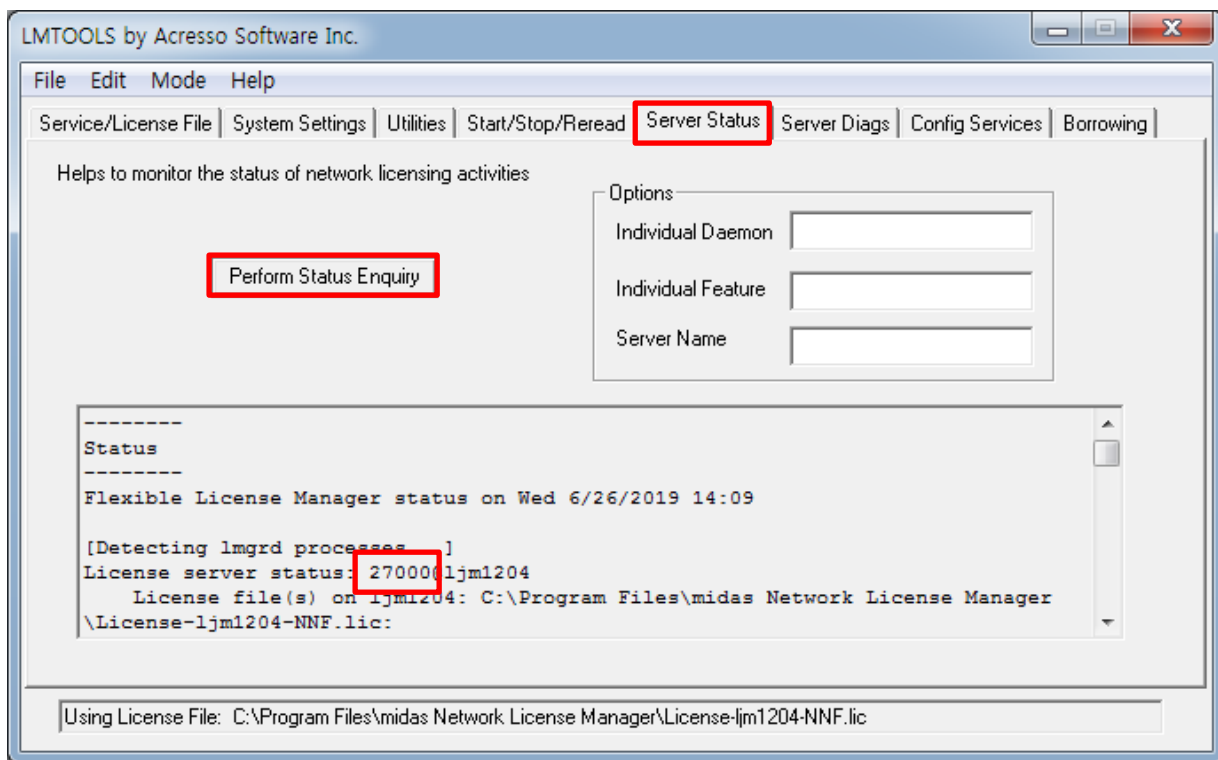 LMTOOLS by Acresso Software Inc.
File Edit Mode Help
Service/License File System Settings Utilities Start/Stop/Reread Server Status Server Diags Config Services Borrowing
Helps to monitor the status of network licensing activities
Options
Individual Daemon
Perform Status Enquiry
Individual Feature
Server Name
--------
Status
--------
Flexible License Manager status on Wed 6/26/2019 14:09
[Detecting lmgrd processes...]
License server status: 27000@ljm1204
License file(s) on ljm1204: C:\Program Files\midas Network License Manager
\License-ljm1204-NNF.lic:
Using License File: C:\Program Files\midas Network License Manager\License-ljm1204-NNF.lic